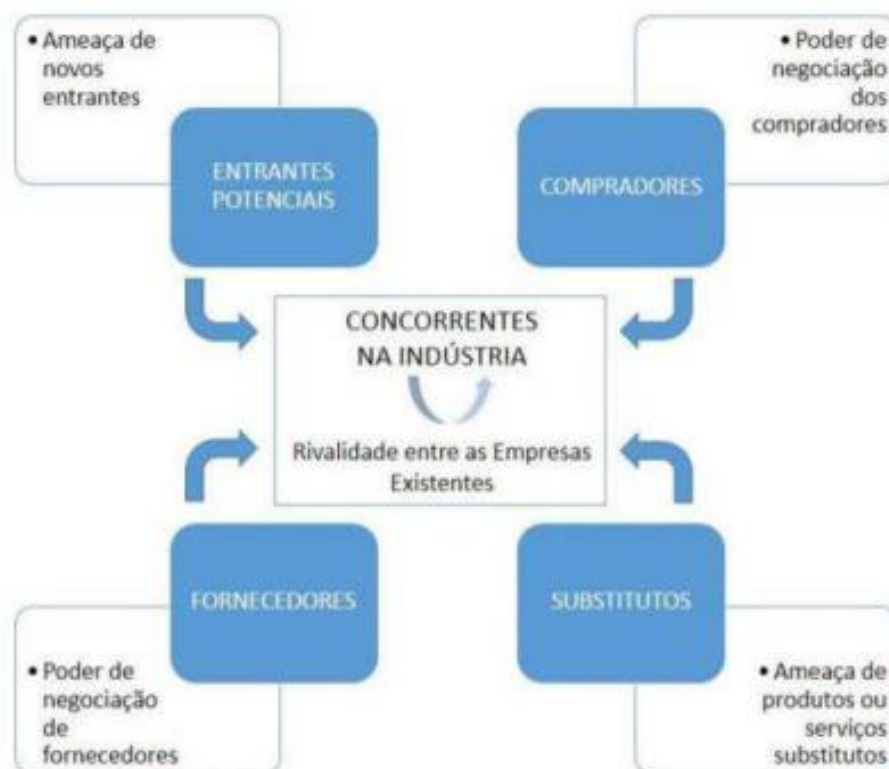 • Ameaça de
novos
entrantes
ENTRANTES
POTENCIAIS
• Poder de
negociação
dos
compradores
COMPRADORES
CONCORRENTES
NA INDÚSTRIA
Rivalidade entre as Empresas
Existentes
FORNECEDORES
• Poder de
negociação
de
fornecedores
SUBSTITUTOS
• Ameaça de
produtos ou
serviços
substitutos